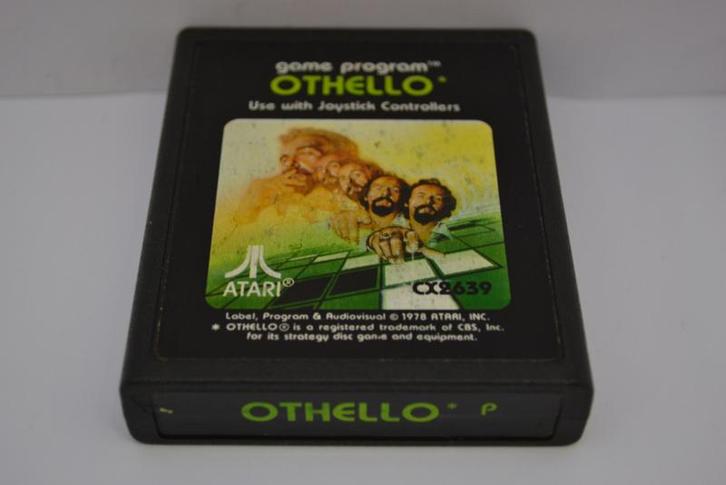 game program™
OTHELLO*
Use with Joystick Controllers
ATARI®
CX2639
Label, Program & Audiovisual © 1978 ATARI, INC.
* OTHELLO® is a registered trademark of CBS, Inc.
for its strategy disc game and equipment.
OTHELLO* P